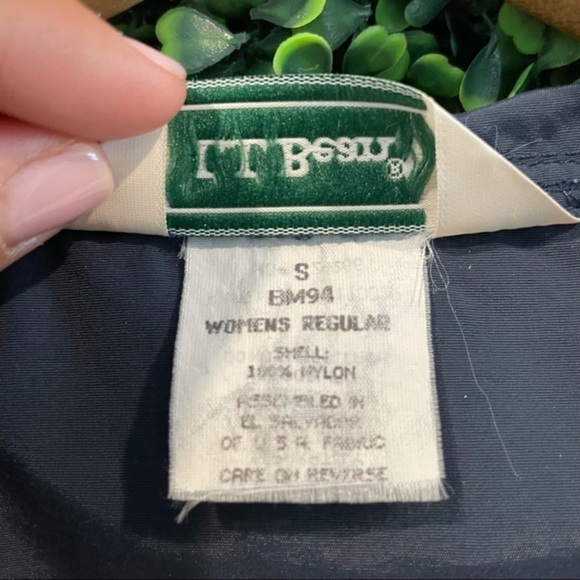 L.L.Bean®
S
BM94
WOMENS REGULAR
SHELL:
100% NYLON
ASSEMBLED IN
EL SALVADOR
OF U.S.A. FABRIC
CARE ON REVERSE